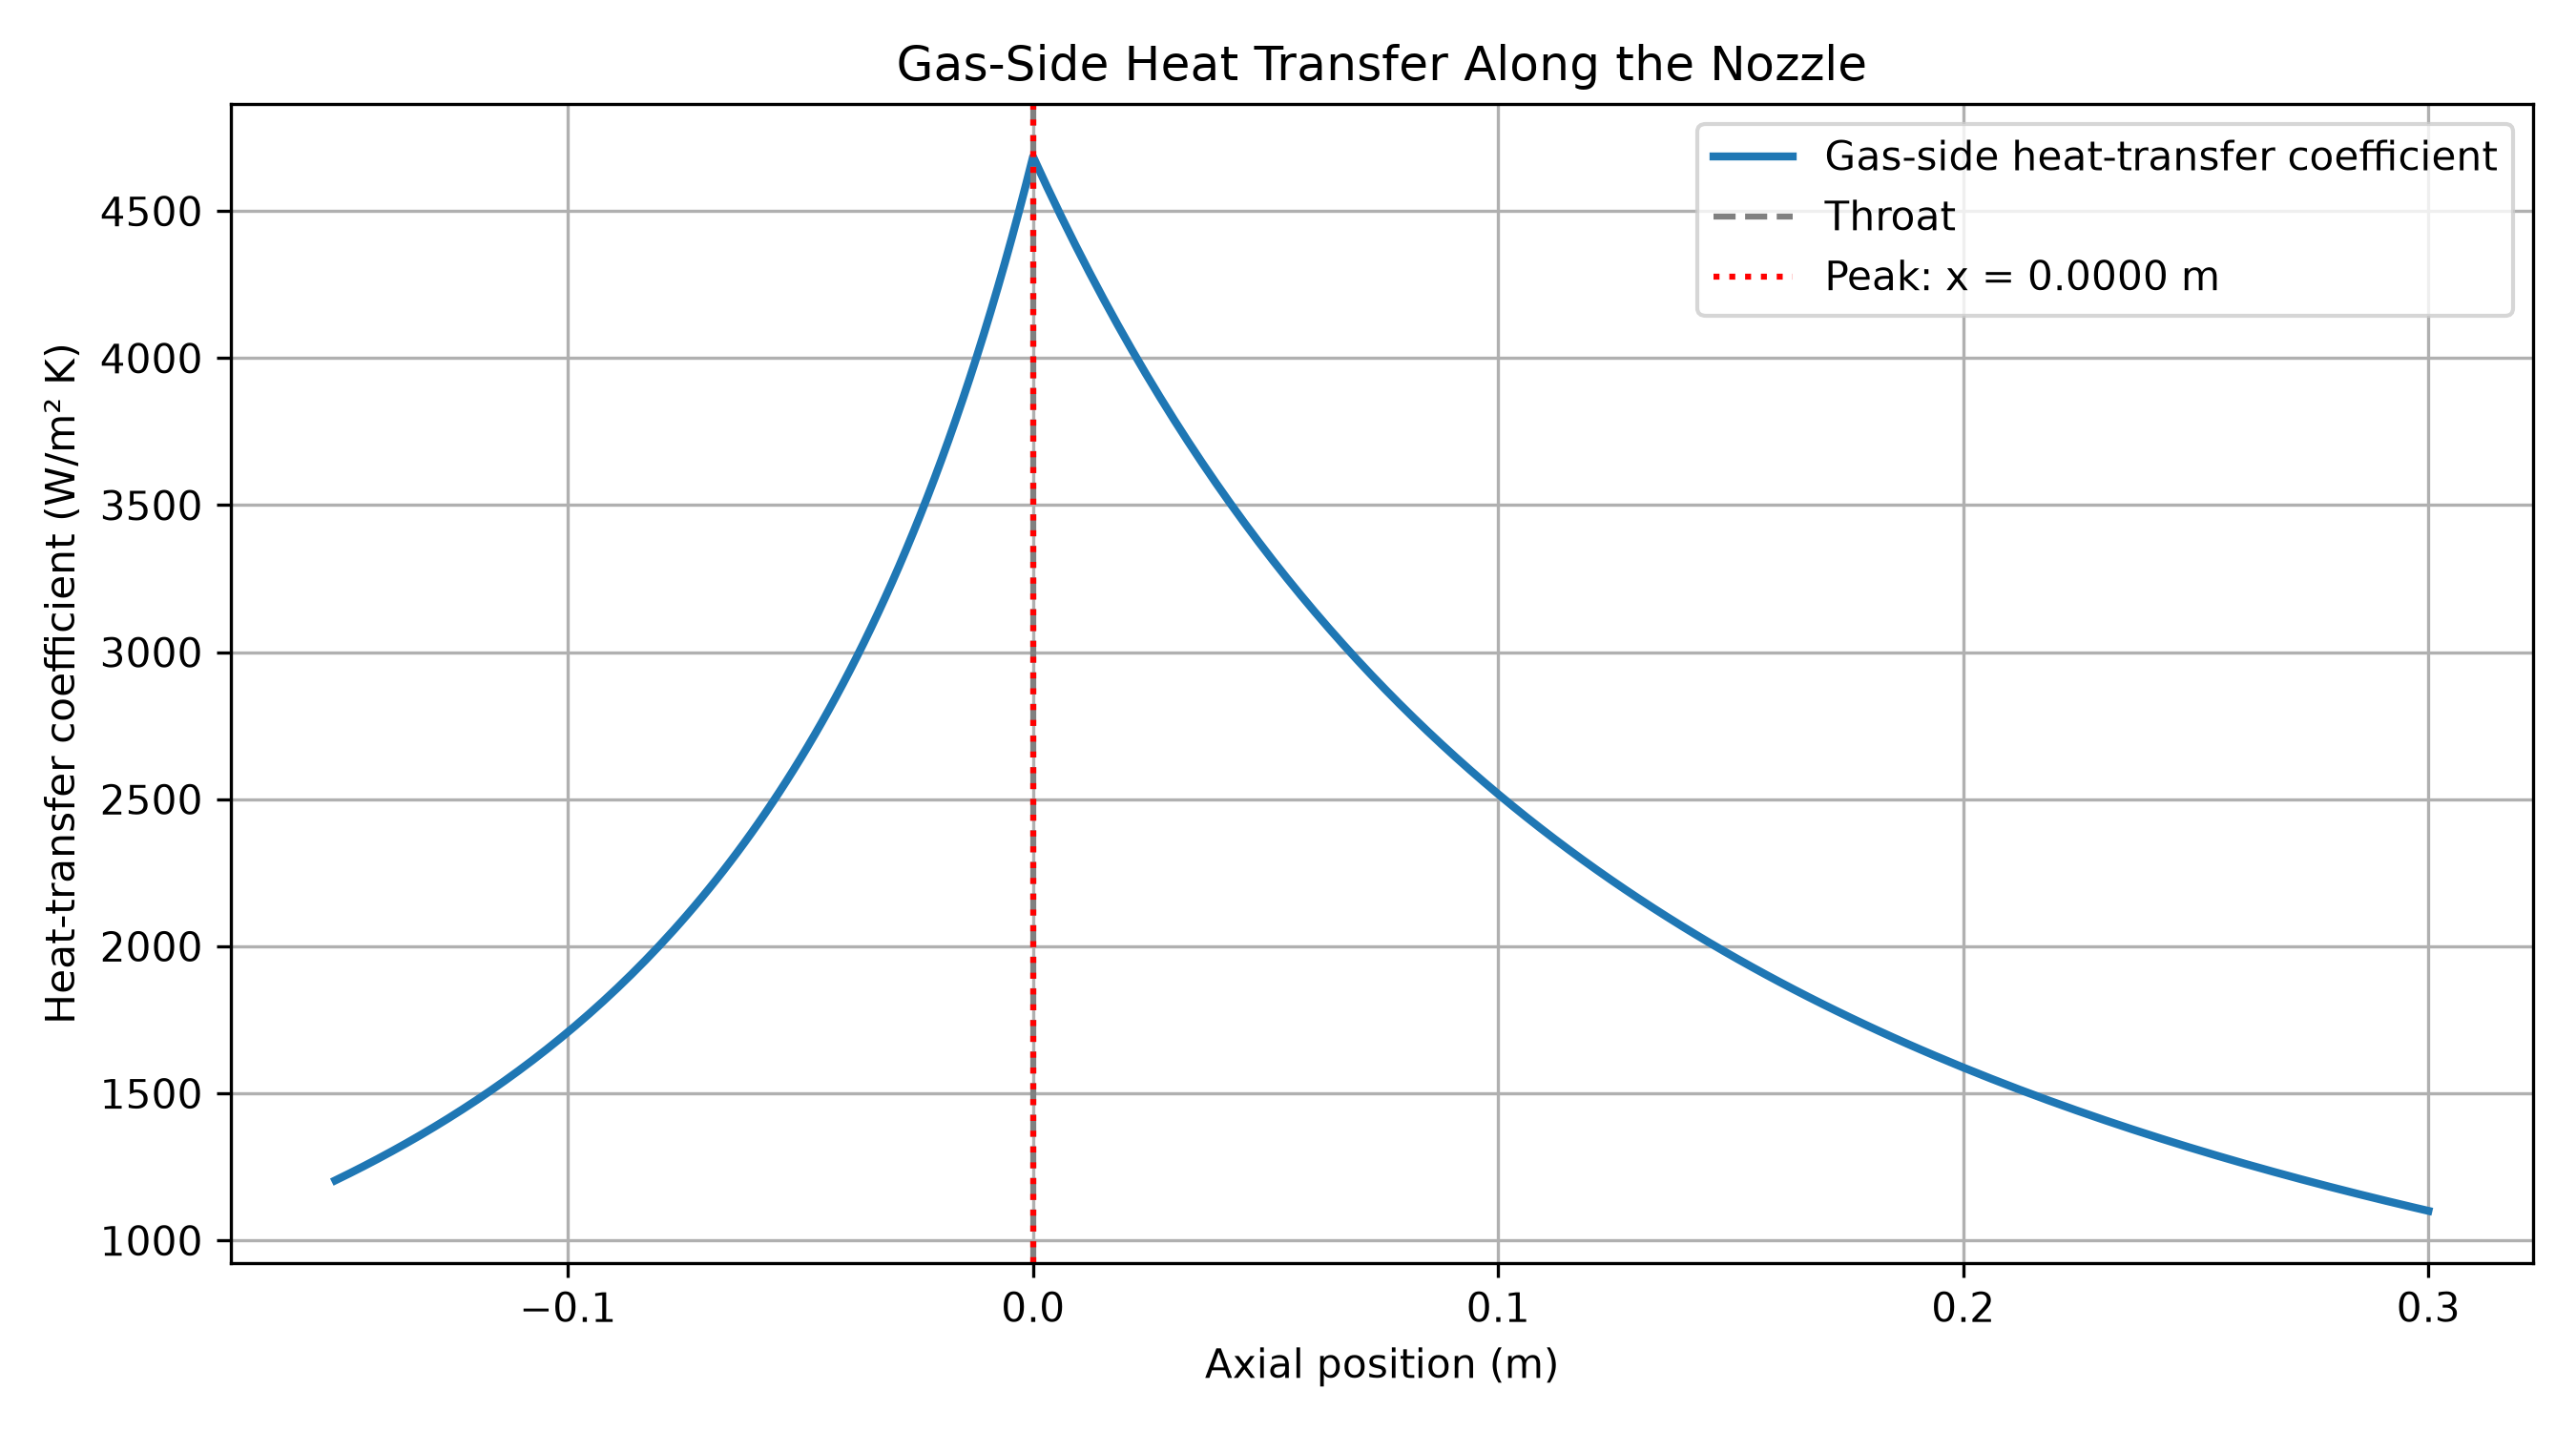 Gas-Side Heat Transfer Along the Nozzle
Gas-side heat-transfer coefficient
Throat
Peak: x = 0.0000 m
Heat-transfer coefficient (W/m² K)
4500
4000
3500
3000
2500
2000
1500
1000
−0.1
0.0
0.1
0.2
0.3
Axial position (m)